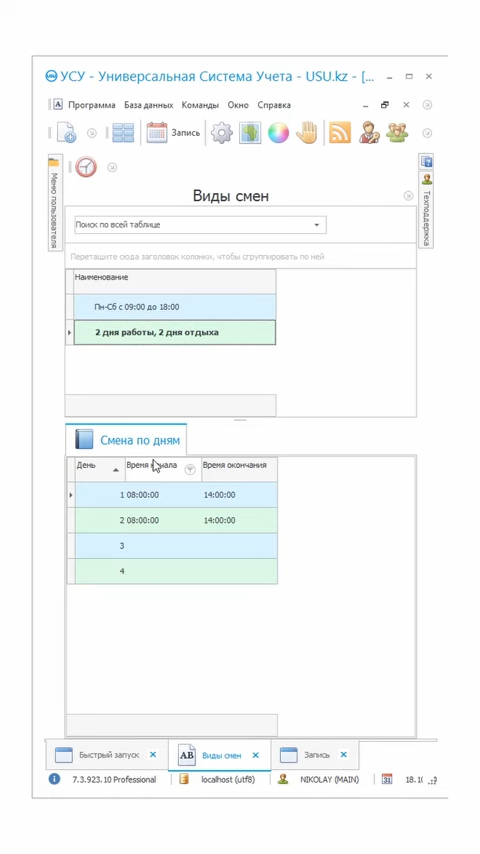 УСУ - Универсальная Система Учета - USU.kz - [...
Программа База данных Команды Окно Справка
Запись
Меню пользователя
Техподдержка
Виды смен
Поиск по всей таблице
Перетащите сюда заголовок колонки, чтобы сгруппировать по ней
Наименование
Пн-Сб с 09:00 до 18:00
2 дня работы, 2 дня отдыха
Смена по дням
День Время начала Время окончания
1 08:00:00 14:00:00
2 08:00:00 14:00:00
3
4
Быстрый запуск AB Виды смен Запись
7.3.923.10 Professional localhost (utf8) NIKOLAY (MAIN) 31